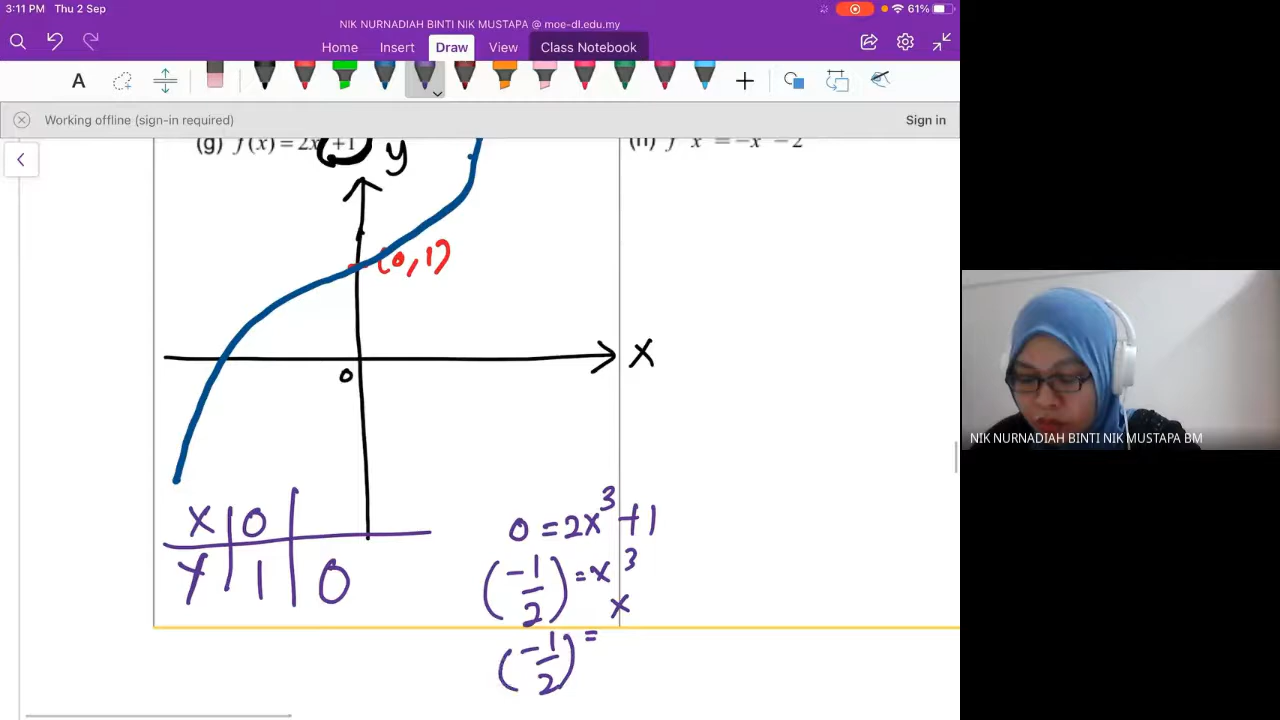 3:11 PM Thu 2 Sep
61%
NIK NURNADIAH BINTI NIK MUSTAPA @ moe-dl.edu.my
Home Insert Draw View Class Notebook
A
Working offline (sign-in required) Sign in
(g) f(x) = 2x +1
y
(h) f x = -x - 2
(0, 1)
x
0
NIK NURNADIAH BINTI NIK MUSTAPA BM
x 0
y 1 0
0 = 2x³ + 1
(-1/2) = x³
x
(-1/2) =